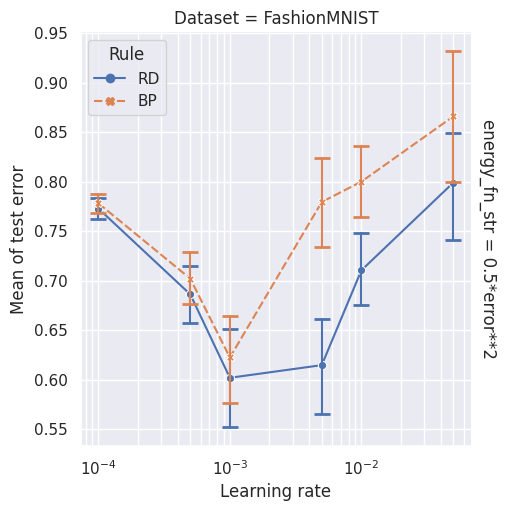 Dataset = FashionMNIST
Rule
RD
BP
0.95
0.90
0.85
0.80
0.75
0.70
0.65
0.60
0.55
Mean of test error
energy_fn_str = 0.5*error**2
10⁻⁴
10⁻³
10⁻²
Learning rate